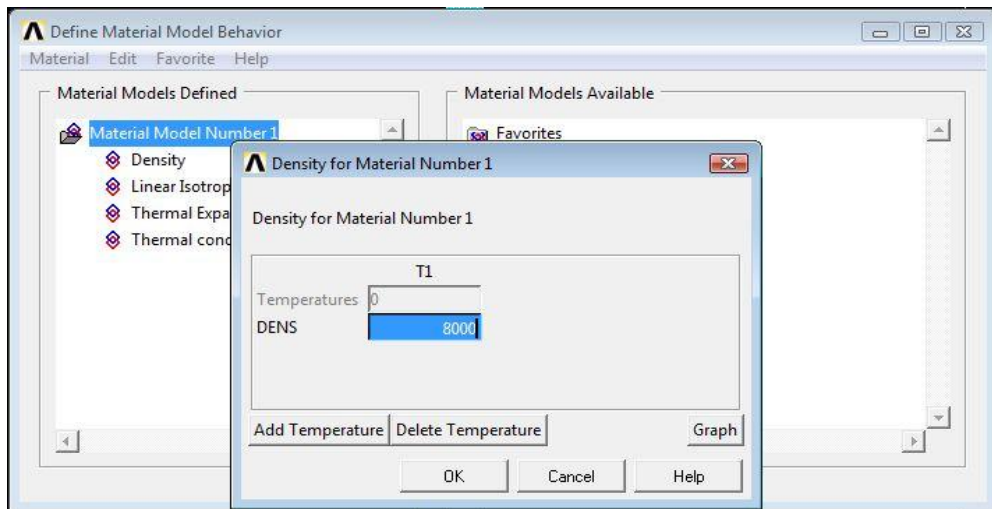 Define Material Model Behavior
Material Edit Favorite Help
Material Models Defined
Material Models Available
Material Model Number 1
Favorites
Density
Linear Isotrop
Thermal Expa
Thermal cond
Density for Material Number 1
Density for Material Number 1
T1
Temperatures 0
DENS 8000
Add Temperature Delete Temperature Graph
OK Cancel Help